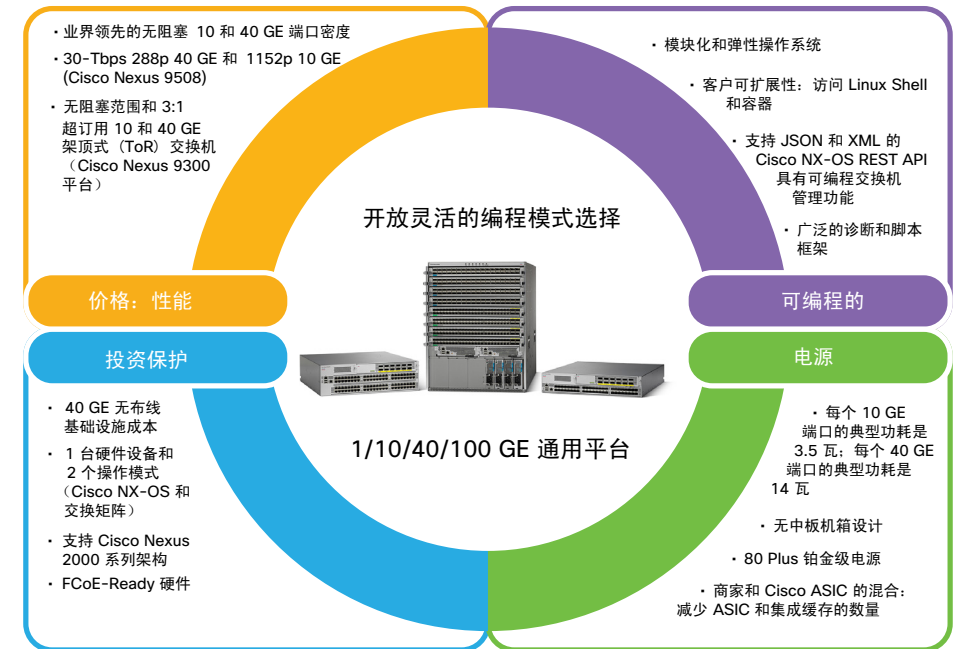 · 业界领先的无阻塞 10 和 40 GE 端口密度
· 30-Tbps 288p 40 GE 和 1152p 10 GE
(Cisco Nexus 9508)
· 无阻塞范围和 3:1
超订用 10 和 40 GE
架顶式（ToR）交换机
（Cisco Nexus 9300
平台）
价格：性能
· 模块化和弹性操作系统
· 客户可扩展性：访问 Linux Shell
和容器
· 支持 JSON 和 XML 的
Cisco NX-OS REST API
具有可编程交换机
管理功能
· 广泛的诊断和脚本
框架
可编程的
开放灵活的编程模式选择
1/10/40/100 GE 通用平台
投资保护
· 40 GE 无布线
基础设施成本
· 1 台硬件设备和
2 个操作模式
（Cisco NX-OS 和
交换矩阵）
· 支持 Cisco Nexus
2000 系列架构
· FCoE-Ready 硬件
电源
· 每个 10 GE
端口的典型功耗是
3.5 瓦；每个 40 GE
端口的典型功耗是
14 瓦
· 无中板机箱设计
· 80 Plus 铂金级电源
· 商家和 Cisco ASIC 的混合：
减少 ASIC 和集成缓存的数量